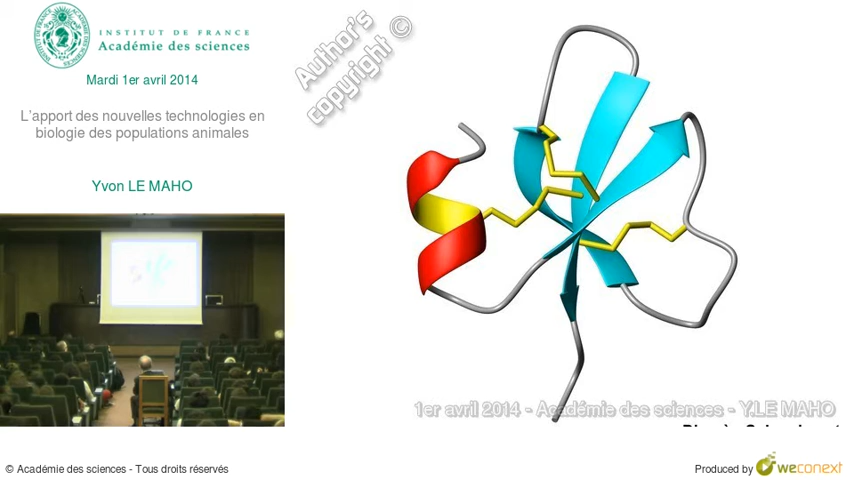 INSTITUT DE FRANCE
Académie des sciences
Mardi 1er avril 2014
L'apport des nouvelles technologies en
biologie des populations animales
Yvon LE MAHO
Author's
copyright ©
1er avril 2014 - Académie des sciences - Y.LE MAHO
© Académie des sciences - Tous droits réservés
Produced by weconext